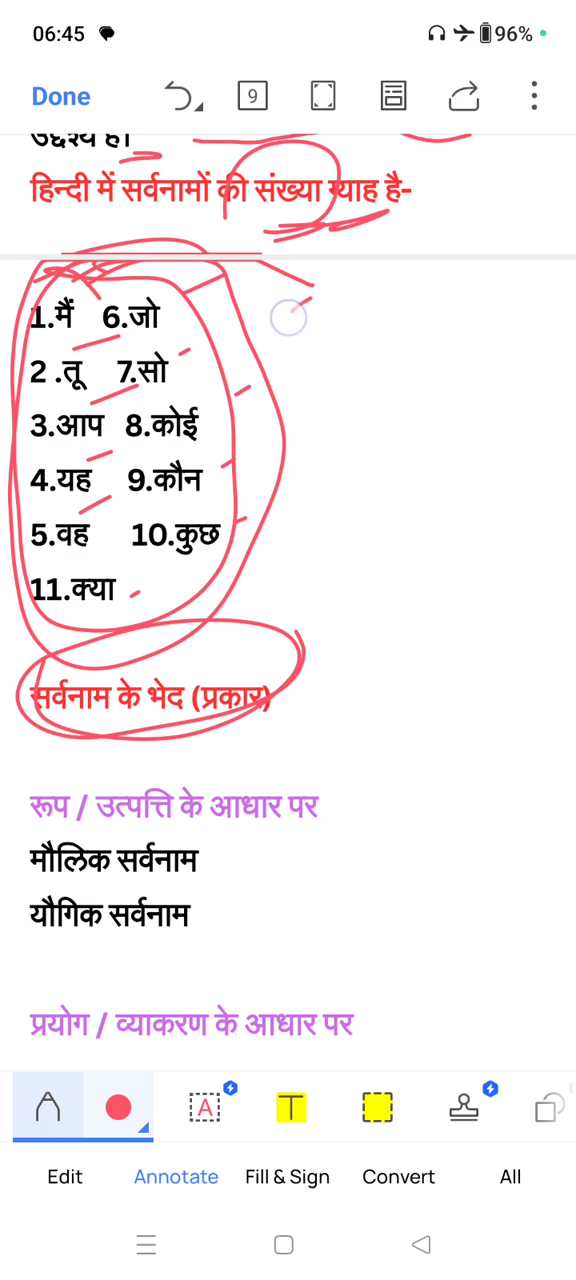 06:45 96%
Done 9
उद्देश्य है।
हिन्दी में सर्वनामों की संख्या ग्याह है-
1.मैं 6.जो
2 .तू 7.सो
3.आप 8.कोई
4.यह 9.कौन
5.वह 10.कुछ
11.क्या
सर्वनाम के भेद (प्रकार)
रूप / उत्पत्ति के आधार पर
मौलिक सर्वनाम
यौगिक सर्वनाम
प्रयोग / व्याकरण के आधार पर
A T
Edit Annotate Fill & Sign Convert All